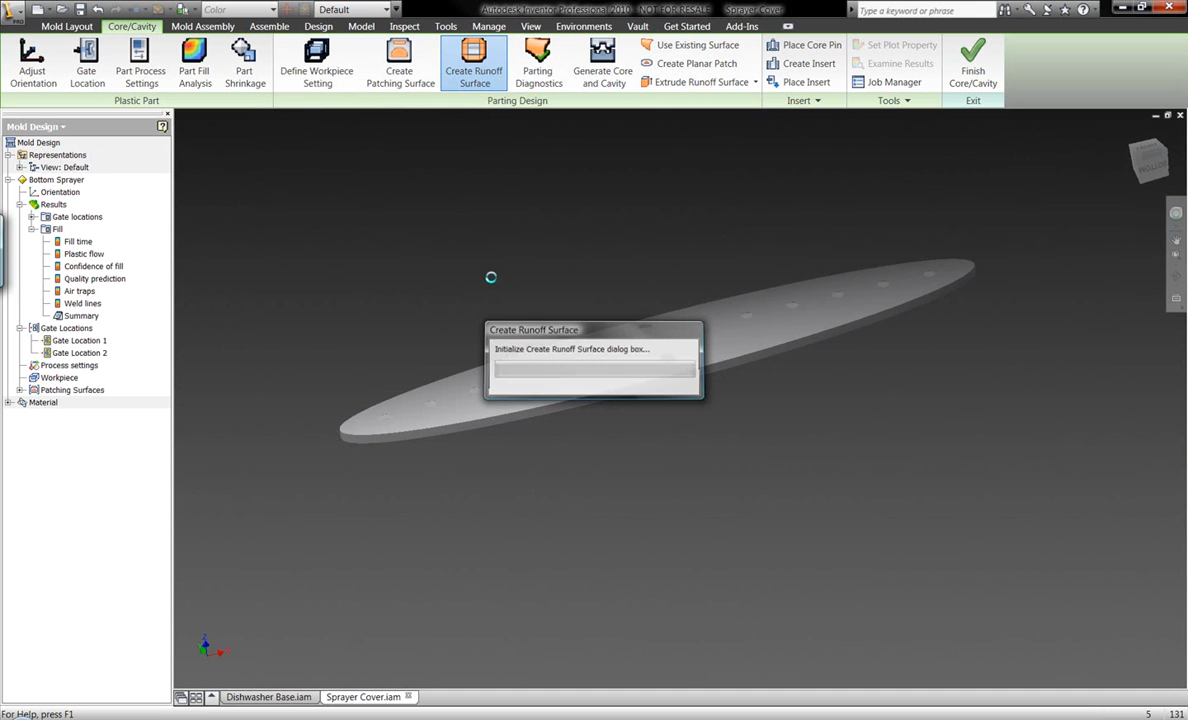 Color
Default
Autodesk Inventor Professional 2010 - NOT FOR RESALE Sprayer Cover
Type a keyword or phrase
PRO
Mold Layout Core/Cavity Mold Assembly Assemble Design Model Inspect Tools Manage View Environments Vault Get Started Add-Ins
Adjust Orientation
Gate Location
Part Process Settings
Part Fill Analysis
Part Shrinkage
Define Workpiece Setting
Create Patching Surface
Create Runoff Surface
Parting Diagnostics
Generate Core and Cavity
Use Existing Surface
Create Planar Patch
Extrude Runoff Surface
Place Core Pin
Create Insert
Place Insert
Set Plot Property
Examine Results
Job Manager
Finish Core/Cavity
Plastic Part
Parting Design
Insert
Tools
Exit
Mold Design
Mold Design
Representations
View: Default
Bottom Sprayer
Orientation
Results
Gate locations
Fill
Fill time
Plastic flow
Confidence of fill
Quality prediction
Air traps
Weld lines
Summary
Gate Locations
Gate Location 1
Gate Location 2
Process settings
Workpiece
Patching Surfaces
Material
Create Runoff Surface
Initialize Create Runoff Surface dialog box...
Z
Dishwasher Base.iam
Sprayer Cover.iam
For Help, press F1
5
131